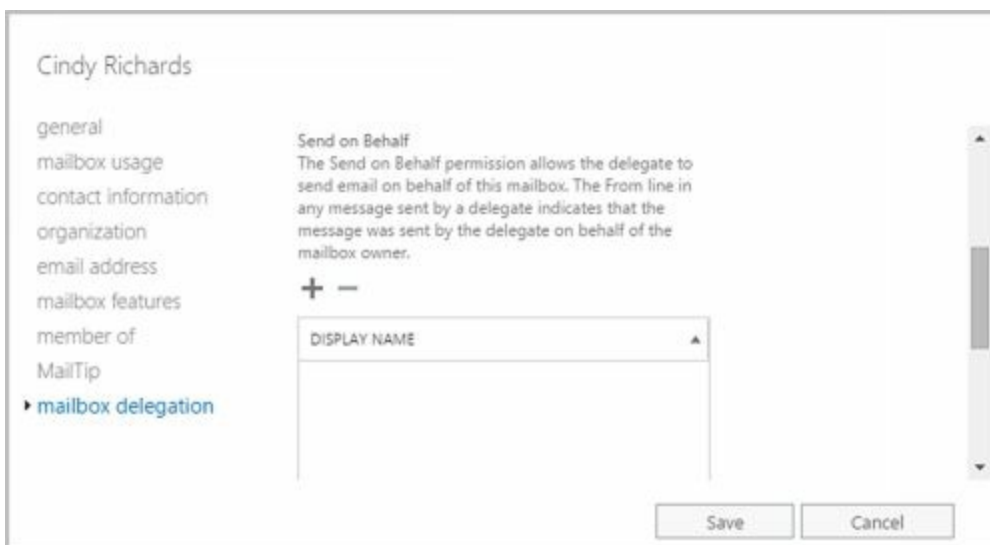 Cindy Richards
general
mailbox usage
contact information
organization
email address
mailbox features
member of
MailTip
mailbox delegation
Send on Behalf
The Send on Behalf permission allows the delegate to
send email on behalf of this mailbox. The From line in
any message sent by a delegate indicates that the
message was sent by the delegate on behalf of the
mailbox owner.
DISPLAY NAME
Save
Cancel